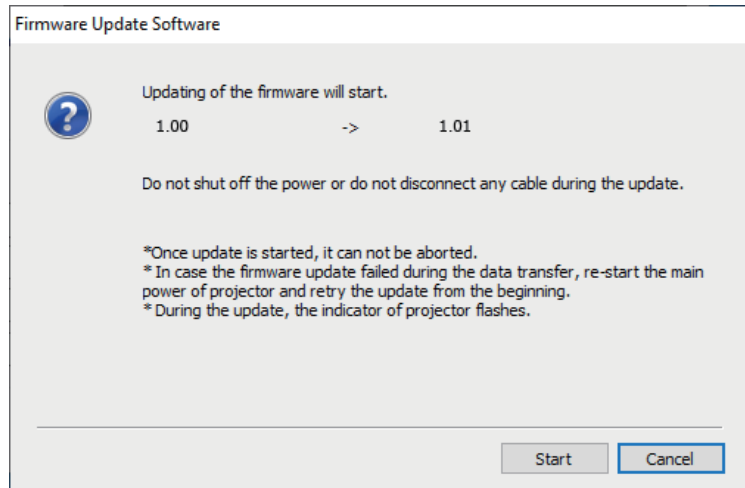 Firmware Update Software
Updating of the firmware will start.
1.00 -> 1.01
Do not shut off the power or do not disconnect any cable during the update.
*Once update is started, it can not be aborted.
* In case the firmware update failed during the data transfer, re-start the main
power of projector and retry the update from the beginning.
* During the update, the indicator of projector flashes.
Start Cancel